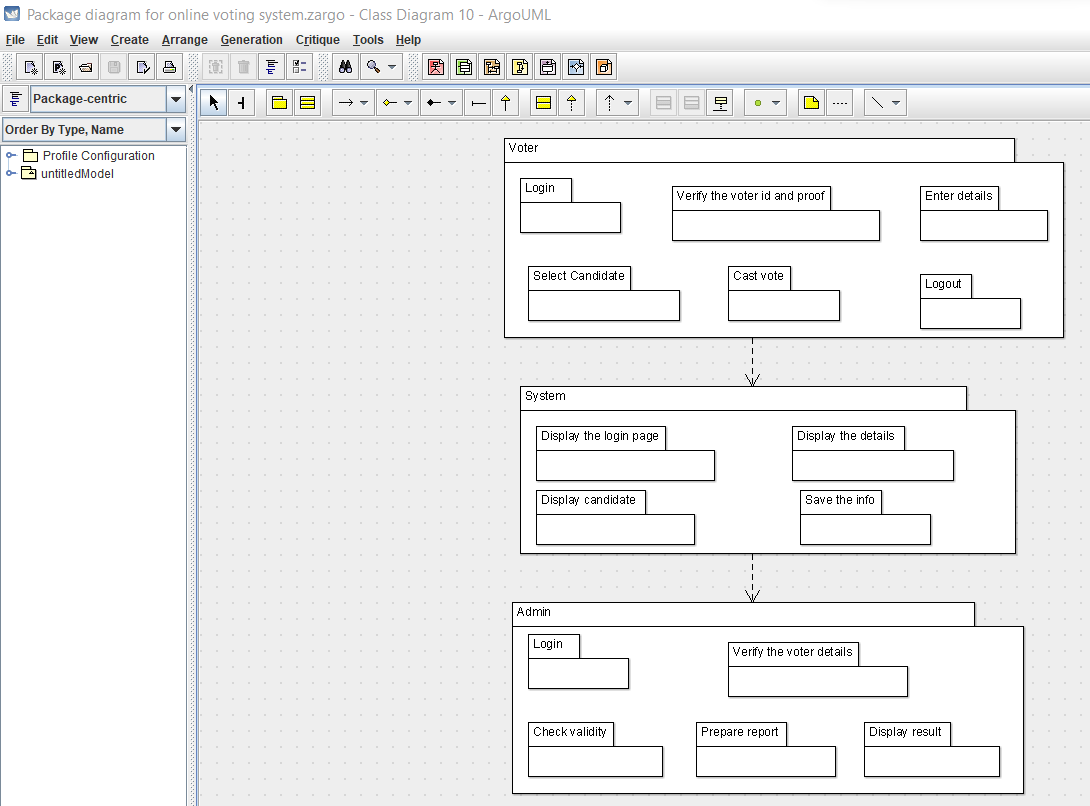 Package diagram for online voting system.zargo - Class Diagram 10 - ArgoUML
File Edit View Create Arrange Generation Critique Tools Help
Package-centric
Order By Type, Name
Profile Configuration
untitledModel
Voter
Login
Verify the voter id and proof
Enter details
Select Candidate
Cast vote
Logout
System
Display the login page
Display the details
Display candidate
Save the info
Admin
Login
Verify the voter details
Check validity
Prepare report
Display result